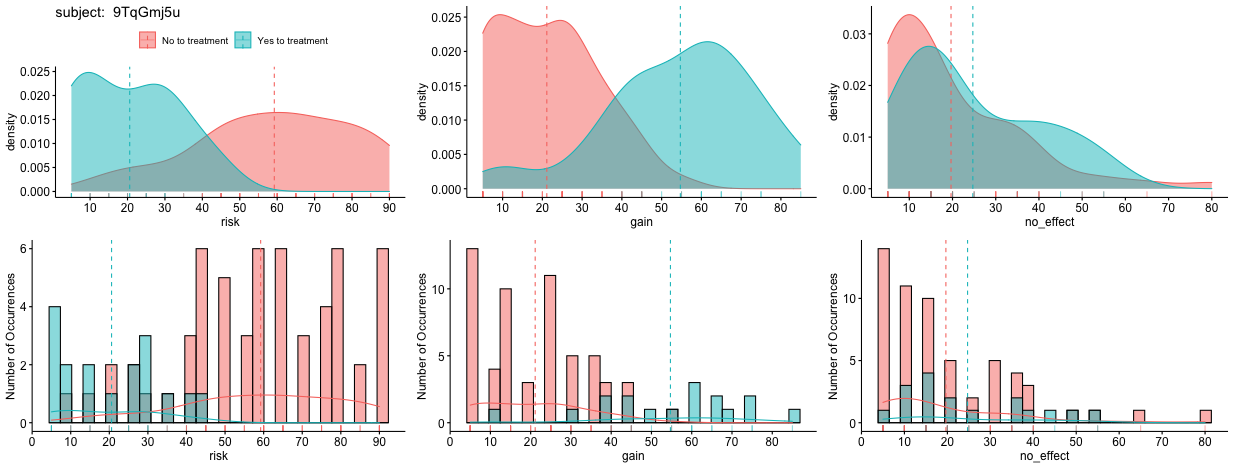 subject: 9TqGmj5u
No to treatment Yes to treatment
density
0.025
0.020
0.015
0.010
0.005
0.000
10 20 30 40 50 60 70 80 90
risk
density
0.025
0.020
0.015
0.010
0.005
0.000
10 20 30 40 50 60 70 80
gain
density
0.03
0.02
0.01
0.00
10 20 30 40 50 60 70 80
no_effect
Number of Occurrences
6
4
2
0
0 10 20 30 40 50 60 70 80 90
risk
Number of Occurrences
10
5
0
0 10 20 30 40 50 60 70 80
gain
Number of Occurrences
10
5
0
0 10 20 30 40 50 60 70 80
no_effect